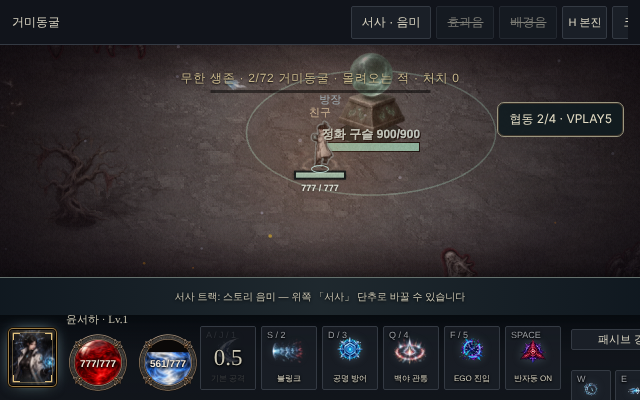 거미동굴
서사 · 음미
효과음
배경음
H 본진
무한 생존 · 2/72 거미동굴 · 몰려오는 적 · 처치 0
방장
친구
정화 구슬 900/900
777 / 777
협동 2/4 · VPLAY5
서사 트랙: 스토리 음미 — 위쪽 「서사」 단추로 바꿀 수 있습니다
윤서하 · Lv.1
777/777
561/777
A / J / 1
0.5
기본 공격
S / 2
블링크
D / 3
공명 방어
Q / 4
백야 관통
F / 5
EGO 진입
SPACE
반자동 ON
패시브
W
E